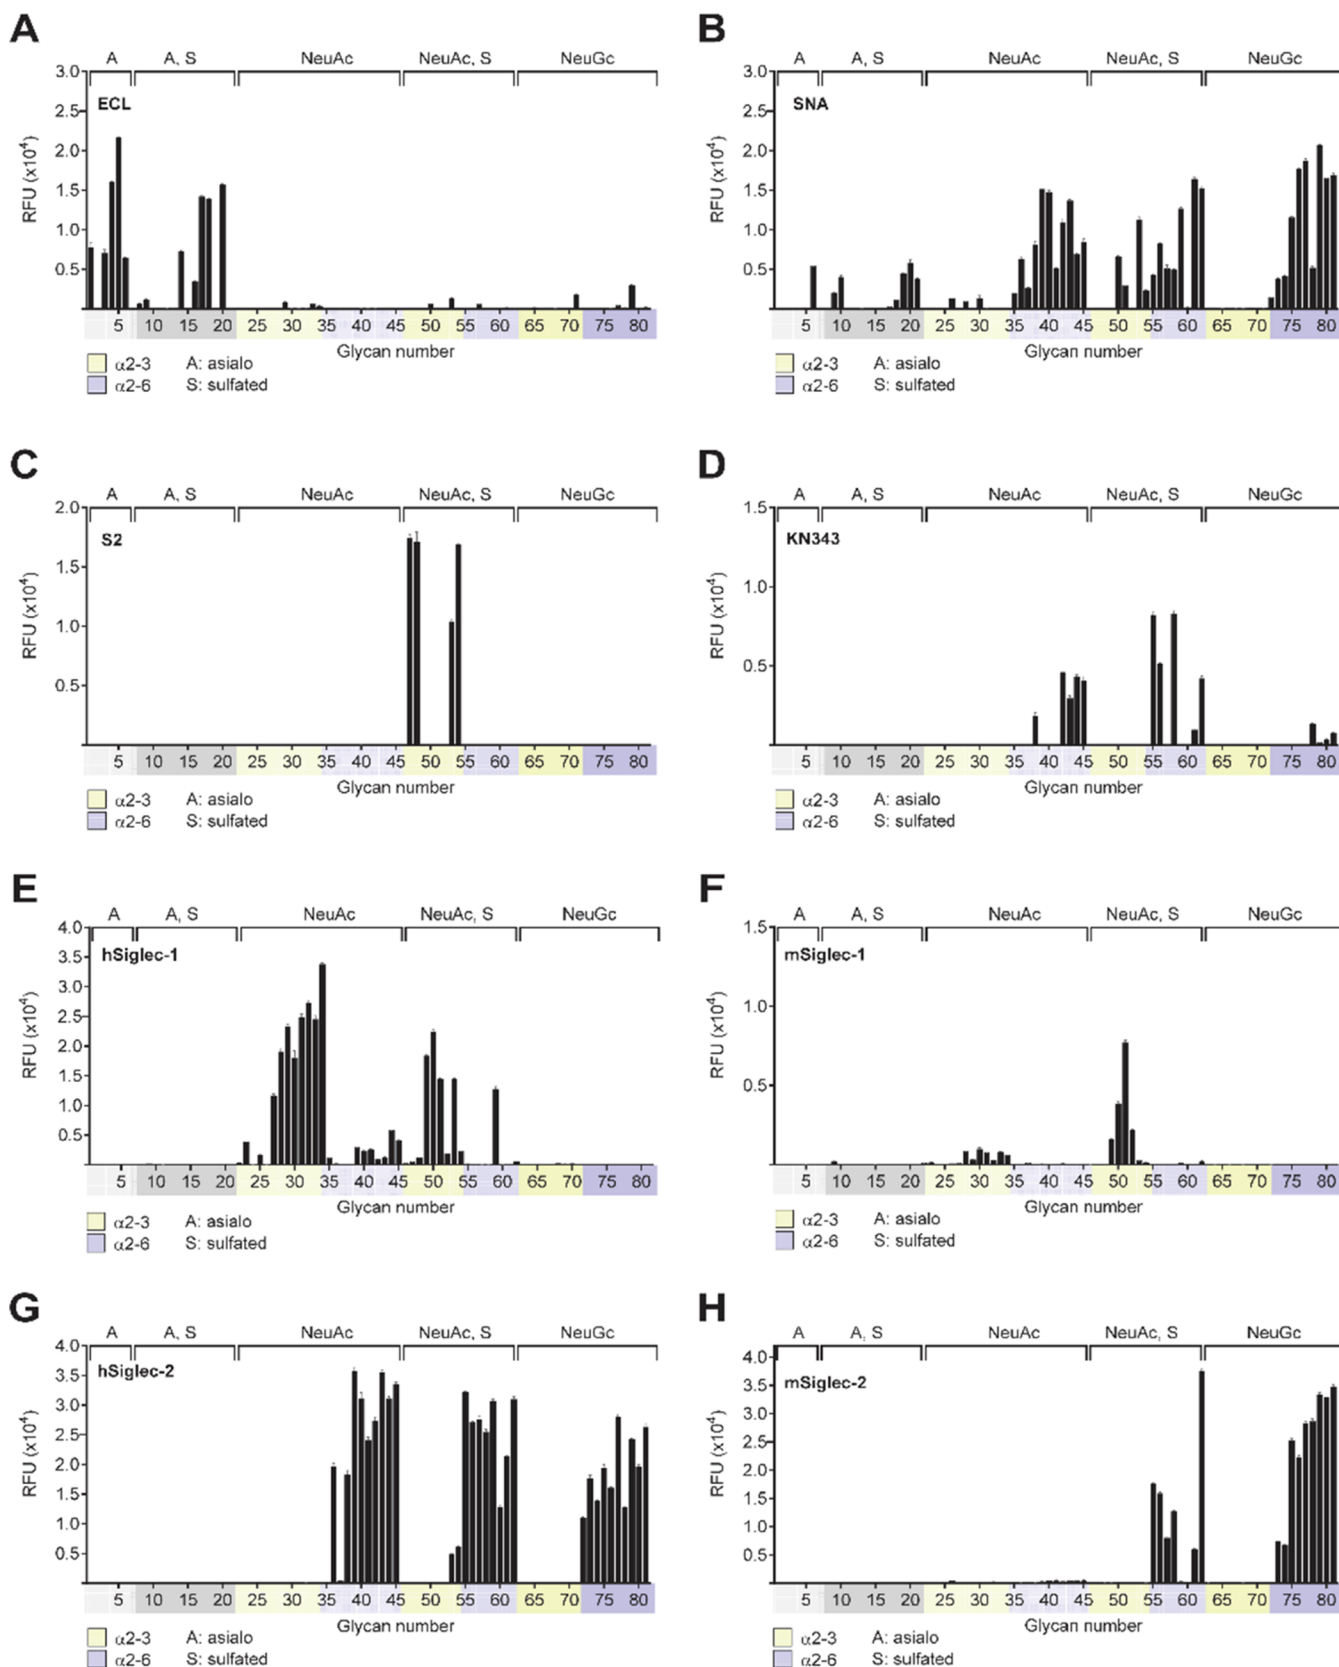 A
A A, S NeuAc NeuAc, S NeuGc
ECL
RFU (x10⁴)
3.0
2.5
2.0
1.5
1.0
0.5
5 10 15 20 25 30 35 40 45 50 55 60 65 70 75 80
Glycan number
α2-3 A: asialo
α2-6 S: sulfated
B
A A, S NeuAc NeuAc, S NeuGc
SNA
RFU (x10⁴)
3.0
2.5
2.0
1.5
1.0
0.5
5 10 15 20 25 30 35 40 45 50 55 60 65 70 75 80
Glycan number
α2-3 A: asialo
α2-6 S: sulfated
C
A A, S NeuAc NeuAc, S NeuGc
S2
RFU (x10⁴)
2.0
1.5
1.0
0.5
5 10 15 20 25 30 35 40 45 50 55 60 65 70 75 80
Glycan number
α2-3 A: asialo
α2-6 S: sulfated
D
A A, S NeuAc NeuAc, S NeuGc
KN343
RFU (x10⁴)
1.5
1.0
0.5
5 10 15 20 25 30 35 40 45 50 55 60 65 70 75 80
Glycan number
α2-3 A: asialo
α2-6 S: sulfated
E
A A, S NeuAc NeuAc, S NeuGc
hSiglec-1
RFU (x10⁴)
4.0
3.5
3.0
2.5
2.0
1.5
1.0
0.5
5 10 15 20 25 30 35 40 45 50 55 60 65 70 75 80
Glycan number
α2-3 A: asialo
α2-6 S: sulfated
F
A A, S NeuAc NeuAc, S NeuGc
mSiglec-1
RFU (x10⁴)
1.5
1.0
0.5
5 10 15 20 25 30 35 40 45 50 55 60 65 70 75 80
Glycan number
α2-3 A: asialo
α2-6 S: sulfated
G
A A, S NeuAc NeuAc, S NeuGc
hSiglec-2
RFU (x10⁴)
4.0
3.5
3.0
2.5
2.0
1.5
1.0
0.5
5 10 15 20 25 30 35 40 45 50 55 60 65 70 75 80
Glycan number
α2-3 A: asialo
α2-6 S: sulfated
H
A A, S NeuAc NeuAc, S NeuGc
mSiglec-2
RFU (x10⁴)
4.0
3.5
3.0
2.5
2.0
1.5
1.0
0.5
5 10 15 20 25 30 35 40 45 50 55 60 65 70 75 80
Glycan number
α2-3 A: asialo
α2-6 S: sulfated